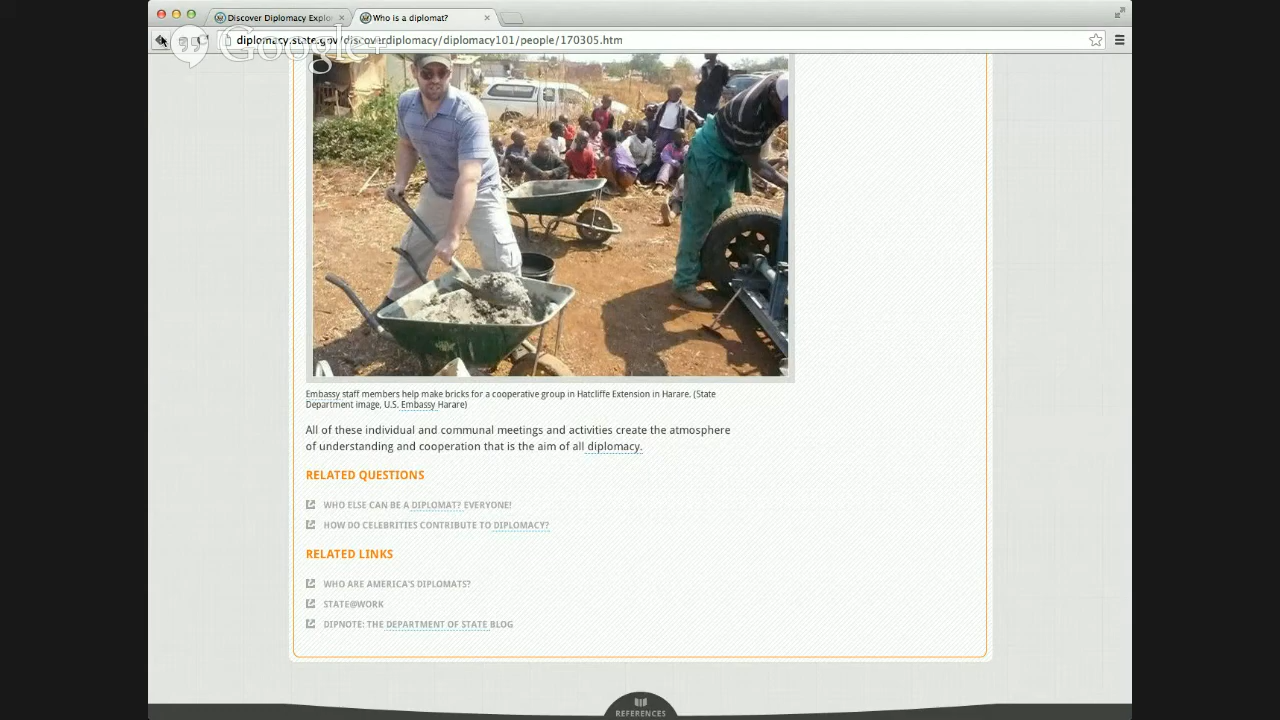 Discover Diplomacy Explo
Who is a diplomat?
Google+
diplomacy.state.gov/discoverdiplomacy/diplomacy101/people/170305.htm
Embassy staff members help make bricks for a cooperative group in Hatcliffe Extension in Harare. (State
Department image, U.S. Embassy Harare)
All of these individual and communal meetings and activities create the atmosphere
of understanding and cooperation that is the aim of all diplomacy.
RELATED QUESTIONS
WHO ELSE CAN BE A DIPLOMAT? EVERYONE!
HOW DO CELEBRITIES CONTRIBUTE TO DIPLOMACY?
RELATED LINKS
WHO ARE AMERICA'S DIPLOMATS?
STATE@WORK
DIPNOTE: THE DEPARTMENT OF STATE BLOG
REFERENCES